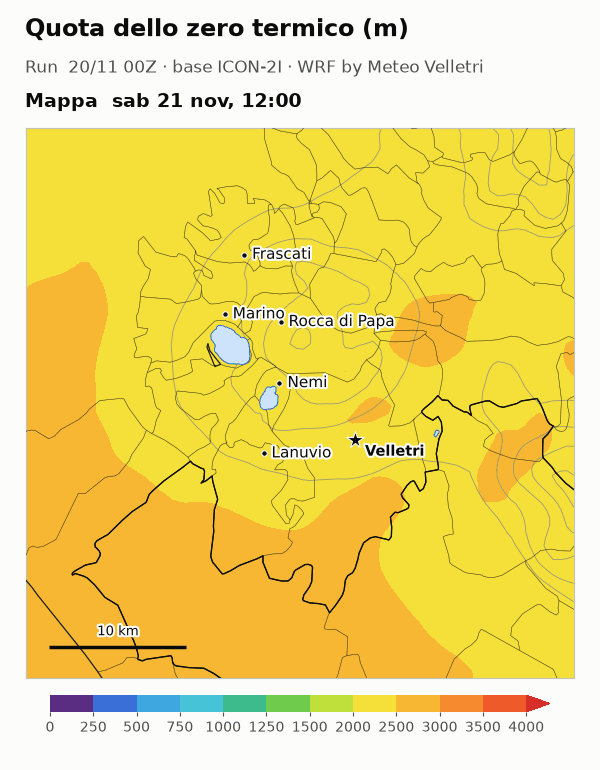 Quota dello zero termico (m)
Run 20/11 00Z · base ICON-2I · WRF by Meteo Velletri
Mappa sab 21 nov, 12:00
Frascati
Marino
Rocca di Papa
Nemi
Velletri
Lanuvio
10 km
0 250 500 750 1000 1250 1500 2000 2500 3000 3500 4000